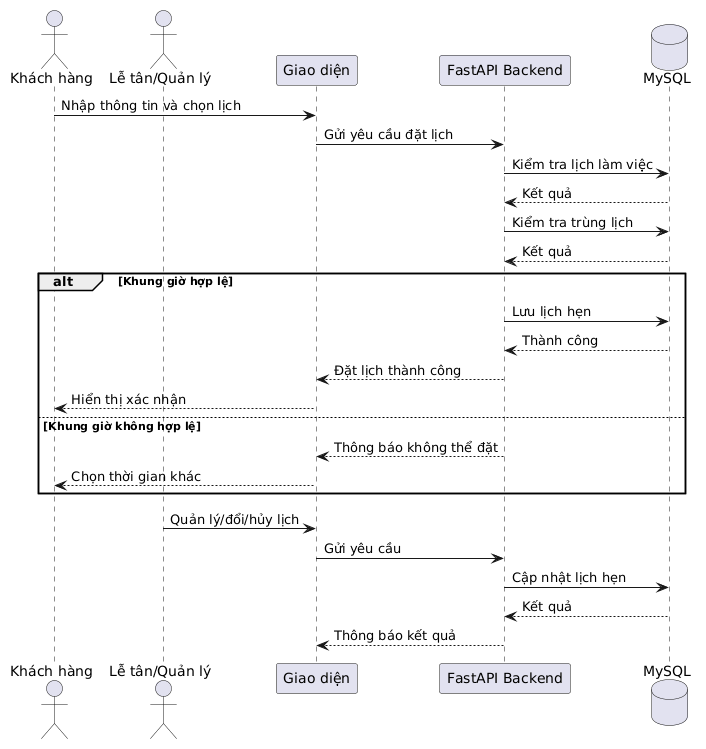 Khách hàng
Lễ tân/Quản lý
Giao diện
FastAPI Backend
MySQL
Nhập thông tin và chọn lịch
Gửi yêu cầu đặt lịch
Kiểm tra lịch làm việc
Kết quả
Kiểm tra trùng lịch
Kết quả
alt
[Khung giờ hợp lệ]
Lưu lịch hẹn
Thành công
Đặt lịch thành công
Hiển thị xác nhận
[Khung giờ không hợp lệ]
Thông báo không thể đặt
Chọn thời gian khác
Quản lý/đổi/hủy lịch
Gửi yêu cầu
Cập nhật lịch hẹn
Kết quả
Thông báo kết quả
Khách hàng
Lễ tân/Quản lý
Giao diện
FastAPI Backend
MySQL